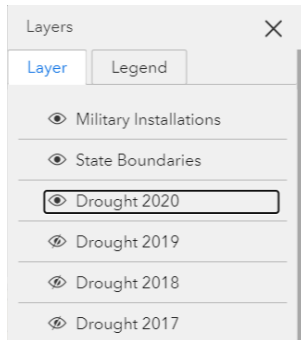 Layers
Layer Legend
Military Installations
State Boundaries
Drought 2020
Drought 2019
Drought 2018
Drought 2017